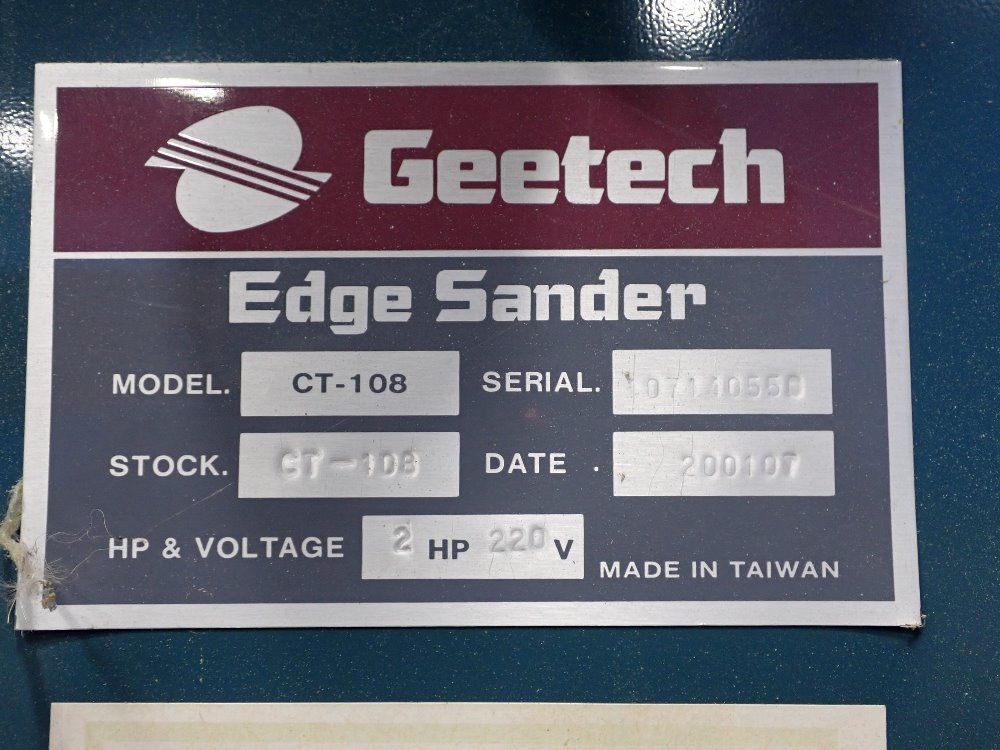 Geetech
Edge Sander
MODEL. CT-108 SERIAL.
STOCK. CT-108 DATE . 200107
HP & VOLTAGE 2 HP 220 V MADE IN TAIWAN